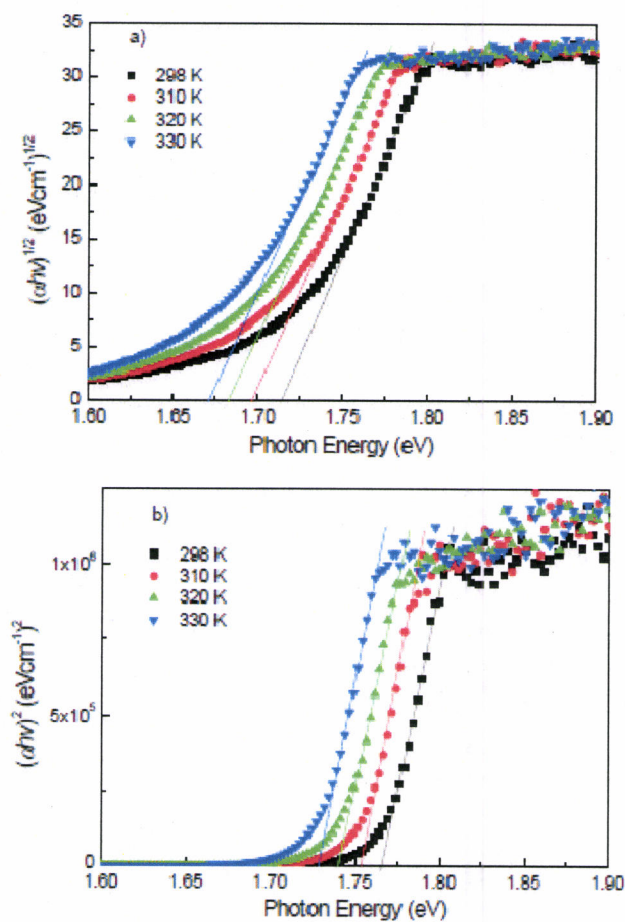 a)
298 K
310 K
320 K
330 K
(αhν)^1/2 (eVcm⁻¹)^1/2
35
30
25
20
15
10
5
0
1.60 1.65 1.70 1.75 1.80 1.85 1.90
Photon Energy (eV)
b)
298 K
310 K
320 K
330 K
(αhν)² (eVcm⁻¹)²
1×10⁶
5×10⁵
0
1.60 1.65 1.70 1.75 1.80 1.85 1.90
Photon Energy (eV)